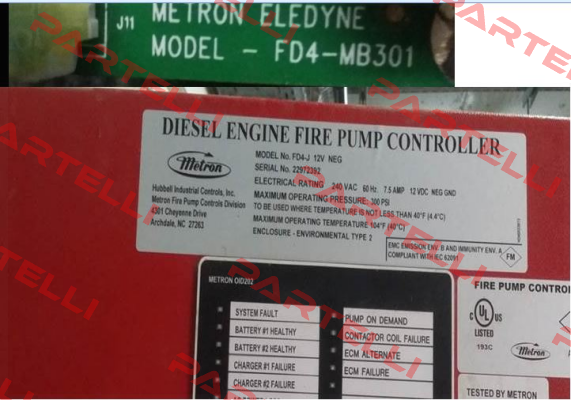 J11 METRON ELEDYNE
MODEL - FD4-MB301
DIESEL ENGINE FIRE PUMP CONTROLLER
Metron
MODEL No. FD4-J 12V NEG
SERIAL No. 22972392
ELECTRICAL RATING 240 VAC 60 Hz. 7.5 AMP 12 VDC NEG GND
MAXIMUM OPERATING PRESSURE: 300 PSI
TO BE USED WHERE TEMPERATURE IS NOT LESS THAN 40°F (4.4°C)
MAXIMUM OPERATING TEMPERATURE 104°F (40°C)
ENCLOSURE - ENVIRONMENTAL TYPE 2
Hubbell Industrial Controls, Inc.
Metron Fire Pump Controls Division
4301 Cheyenne Drive
Archdale, NC 27263
EMC EMISSION ENV. B AND IMMUNITY ENV. A
COMPLIANT WITH IEC 62091
FM
METRON OID202
SYSTEM FAULT
BATTERY #1 HEALTHY
BATTERY #2 HEALTHY
CHARGER #1 FAILURE
CHARGER #2 FAILURE
PUMP ON DEMAND
CONTACTOR COIL FAILURE
ECM ALTERNATE
ECM FAILURE
FIRE PUMP CONTROL
C UL US
LISTED
193C
Metron
TESTED BY METRON
PARTELLI
PARTELLI
PARTELLI
PARTELLI